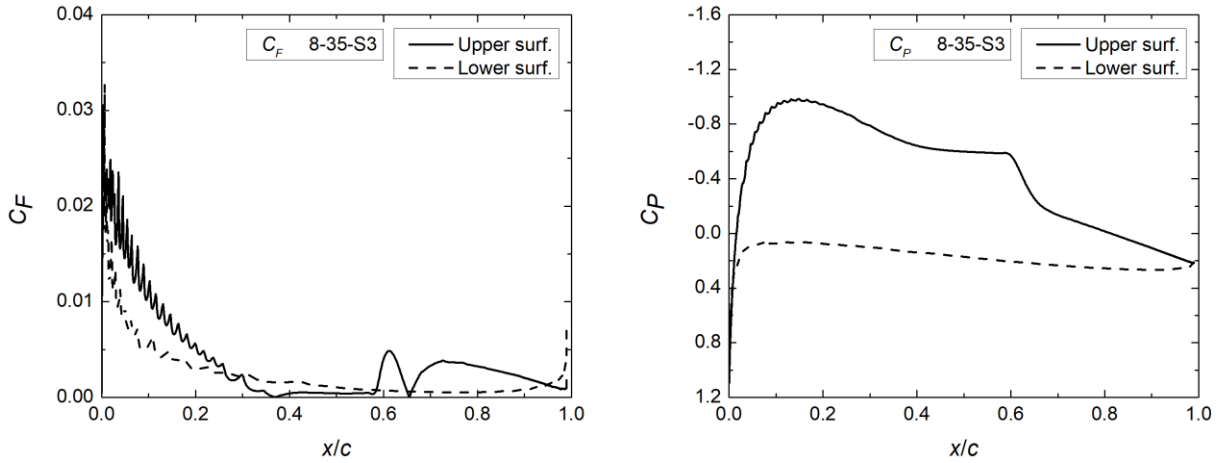 0.04
0.03
0.02
0.01
0.00
C_F
C_F 8-35-S3
Upper surf.
Lower surf.
0.0 0.2 0.4 0.6 0.8 1.0
x/c
-1.6
-1.2
-0.8
-0.4
0.0
0.4
0.8
1.2
C_P
C_P 8-35-S3
Upper surf.
Lower surf.
0.0 0.2 0.4 0.6 0.8 1.0
x/c